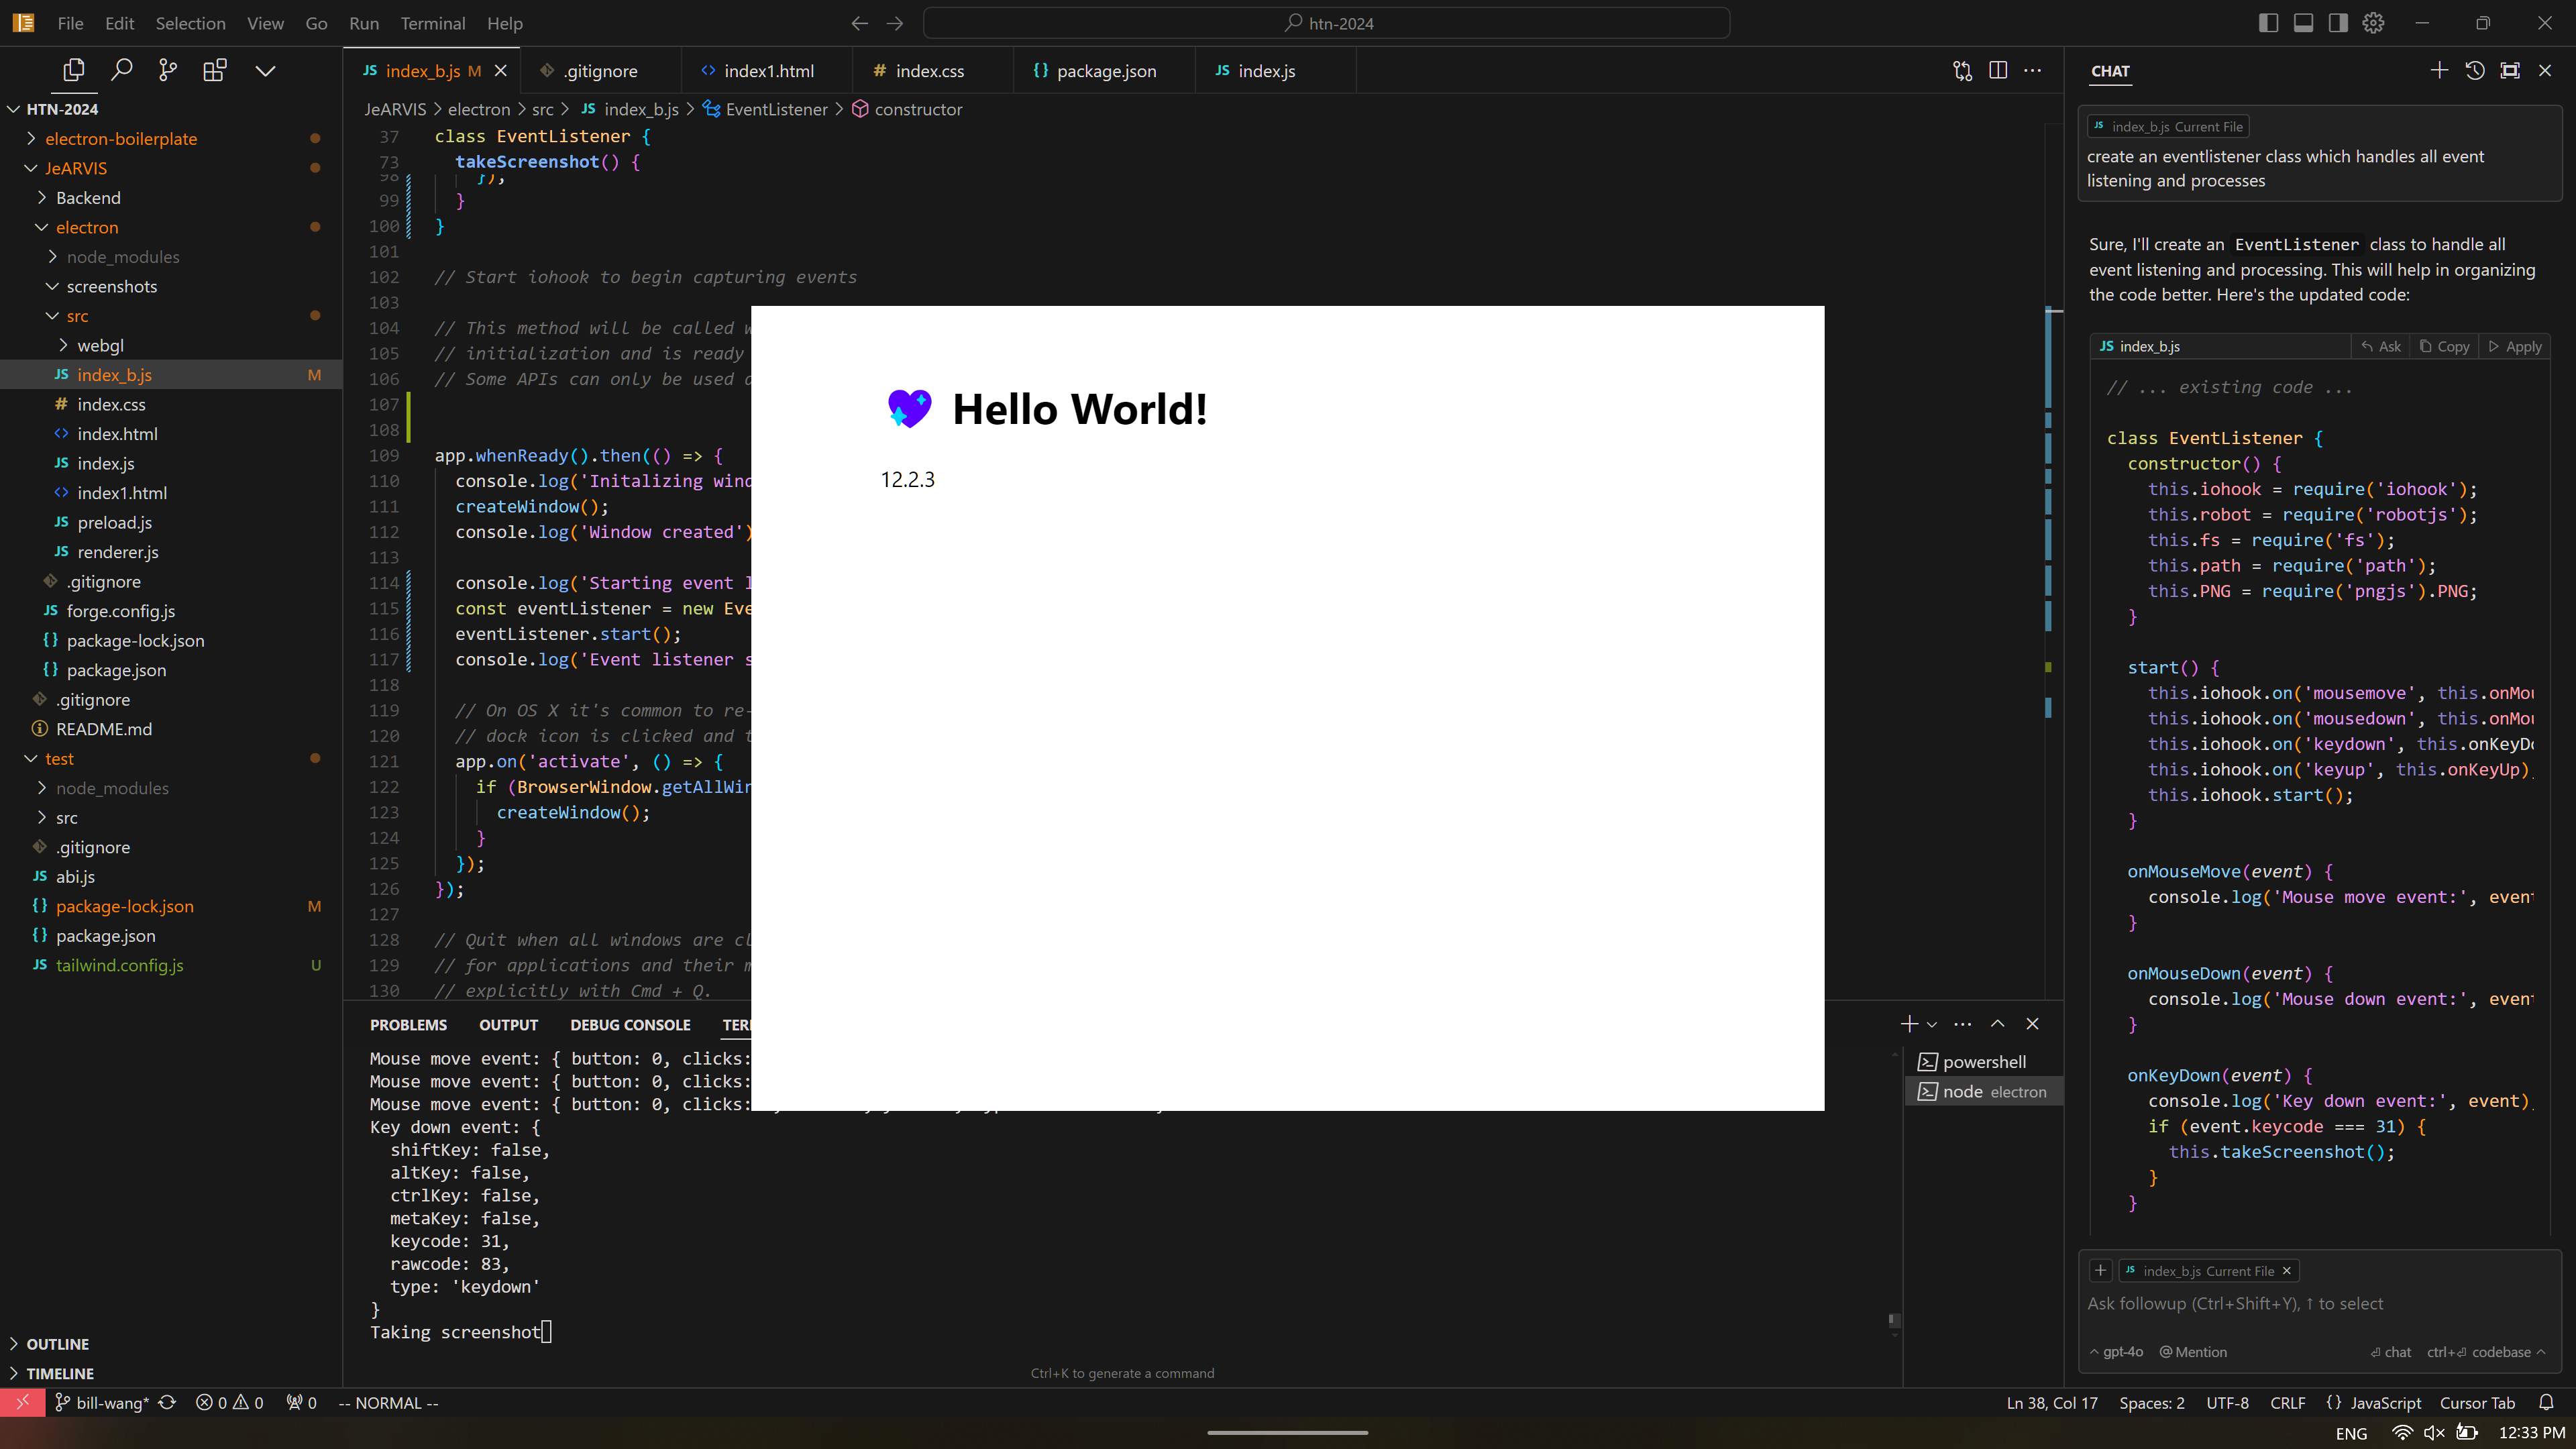 File Edit Selection View Go Run Terminal Help
htn-2024
HTN-2024
electron-boilerplate
JeARVIS
Backend
electron
node_modules
screenshots
src
webgl
JS index_b.js M
# index.css
<> index.html
JS index.js
<> index1.html
JS preload.js
JS renderer.js
.gitignore
JS forge.config.js
{} package-lock.json
{} package.json
.gitignore
README.md
test
node_modules
src
.gitignore
JS abi.js
{} package-lock.json M
{} package.json
JS tailwind.config.js U
OUTLINE
TIMELINE
JS index_b.js M
.gitignore
<> index1.html
# index.css
{} package.json
JS index.js
JeARVIS > electron > src > JS index_b.js > EventListener > constructor
37 class EventListener {
73 takeScreenshot() {
98 });
99 }
100 }
101
102 // Start iohook to begin capturing events
103
104 // This method will be called
105 // initialization and is ready
106 // Some APIs can only be used
107
108
109 app.whenReady().then(() => {
110 console.log('Initalizing wind
111 createWindow();
112 console.log('Window created')
113
114 console.log('Starting event
115 const eventListener = new Eve
116 eventListener.start();
117 console.log('Event listener s
118
119 // On OS X it's common to re-
120 // dock icon is clicked and t
121 app.on('activate', () => {
122 if (BrowserWindow.getAllWin
123 createWindow();
124 }
125 });
126 });
127
128 // Quit when all windows are cl
129 // for applications and their m
130 // explicitly with Cmd + Q.
Hello World!
12.2.3
PROBLEMS OUTPUT DEBUG CONSOLE TER
Mouse move event: { button: 0, clicks:
Mouse move event: { button: 0, clicks:
Mouse move event: { button: 0, clicks:
Key down event: {
shiftKey: false,
altKey: false,
ctrlKey: false,
metaKey: false,
keycode: 31,
rawcode: 83,
type: 'keydown'
}
Taking screenshot
Ctrl+K to generate a command
powershell
node electron
CHAT
JS index_b.js Current File
create an eventlistener class which handles all event
listening and processes
Sure, I'll create an EventListener class to handle all
event listening and processing. This will help in organizing
the code better. Here's the updated code:
JS index_b.js Ask Copy Apply
// ... existing code ...
class EventListener {
constructor() {
this.iohook = require('iohook');
this.robot = require('robotjs');
this.fs = require('fs');
this.path = require('path');
this.PNG = require('pngjs').PNG;
}
start() {
this.iohook.on('mousemove', this.onMou
this.iohook.on('mousedown', this.onMou
this.iohook.on('keydown', this.onKeyDo
this.iohook.on('keyup', this.onKeyUp)
this.iohook.start();
}
onMouseMove(event) {
console.log('Mouse move event:', even
}
onMouseDown(event) {
console.log('Mouse down event:', even
}
onKeyDown(event) {
console.log('Key down event:', event)
if (event.keycode === 31) {
this.takeScreenshot();
}
}
JS index_b.js Current File
Ask followup (Ctrl+Shift+Y), ↑ to select
gpt-4o @ Mention chat ctrl+⏎ codebase
bill-wang* 0 0 0 -- NORMAL --
Ln 38, Col 17 Spaces: 2 UTF-8 CRLF {} JavaScript Cursor Tab
ENG 12:33 PM